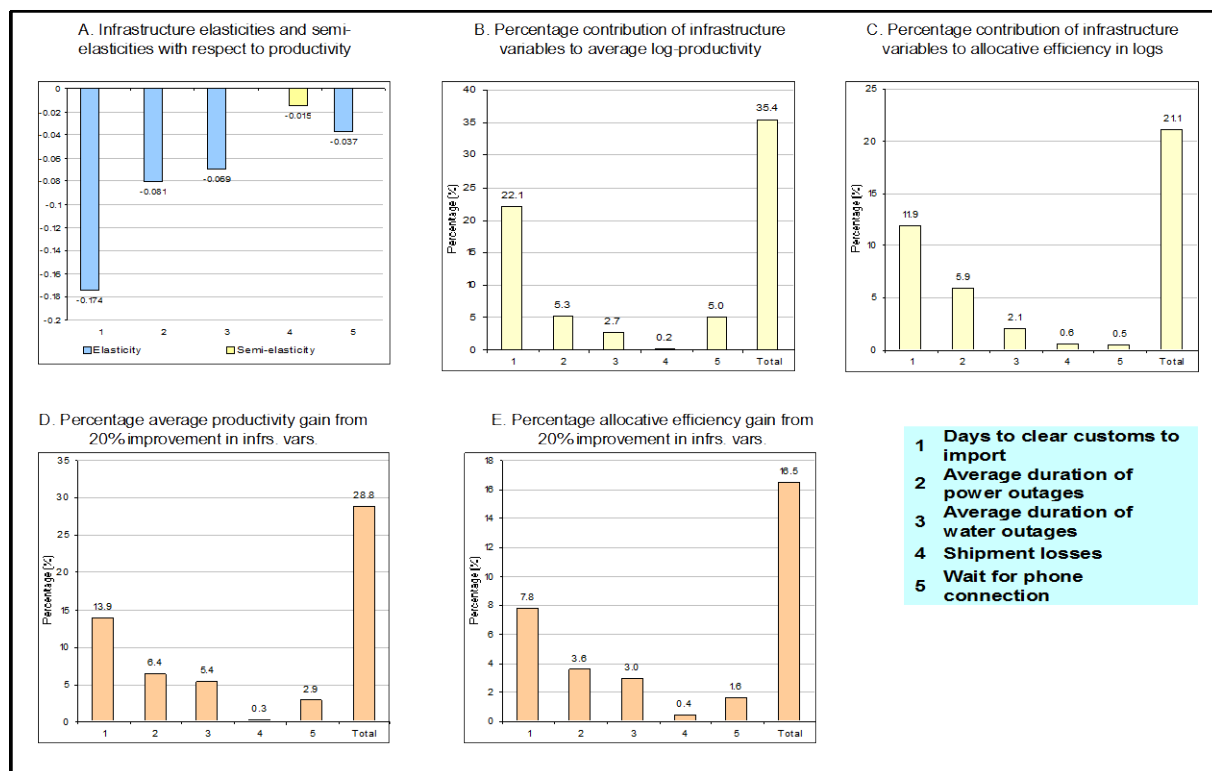 A. Infrastructure elasticities and semi-
elasticities with respect to productivity
0
-0.02
-0.04
-0.06
-0.08
-0.1
-0.12
-0.14
-0.16
-0.18
-0.2
-0.174
-0.081
-0.069
-0.015
-0.037
1 2 3 4 5
Elasticity Semi-elasticity
B. Percentage contribution of infrastructure
variables to average log-productivity
Percentage [%]
40
35
30
25
20
15
10
5
0
22.1
5.3
2.7
0.2
5.0
35.4
1 2 3 4 5 Total
C. Percentage contribution of infrastructure
variables to allocative efficiency in logs
Percentage [%]
25
20
15
10
5
0
11.9
5.9
2.1
0.6
0.5
21.1
1 2 3 4 5 Total
D. Percentage average productivity gain from
20% improvement in infrs. vars.
Percentage [%]
35
30
25
20
15
10
5
0
13.9
6.4
5.4
0.3
2.9
28.8
1 2 3 4 5 Total
E. Percentage allocative efficiency gain from
20% improvement in infrs. vars.
Percentage [%]
18
16
14
12
10
8
6
4
2
0
7.8
3.6
3.0
0.4
1.6
16.5
1 2 3 4 5 Total
1 Days to clear customs to
import
2 Average duration of
power outages
3 Average duration of
water outages
4 Shipment losses
5 Wait for phone
connection